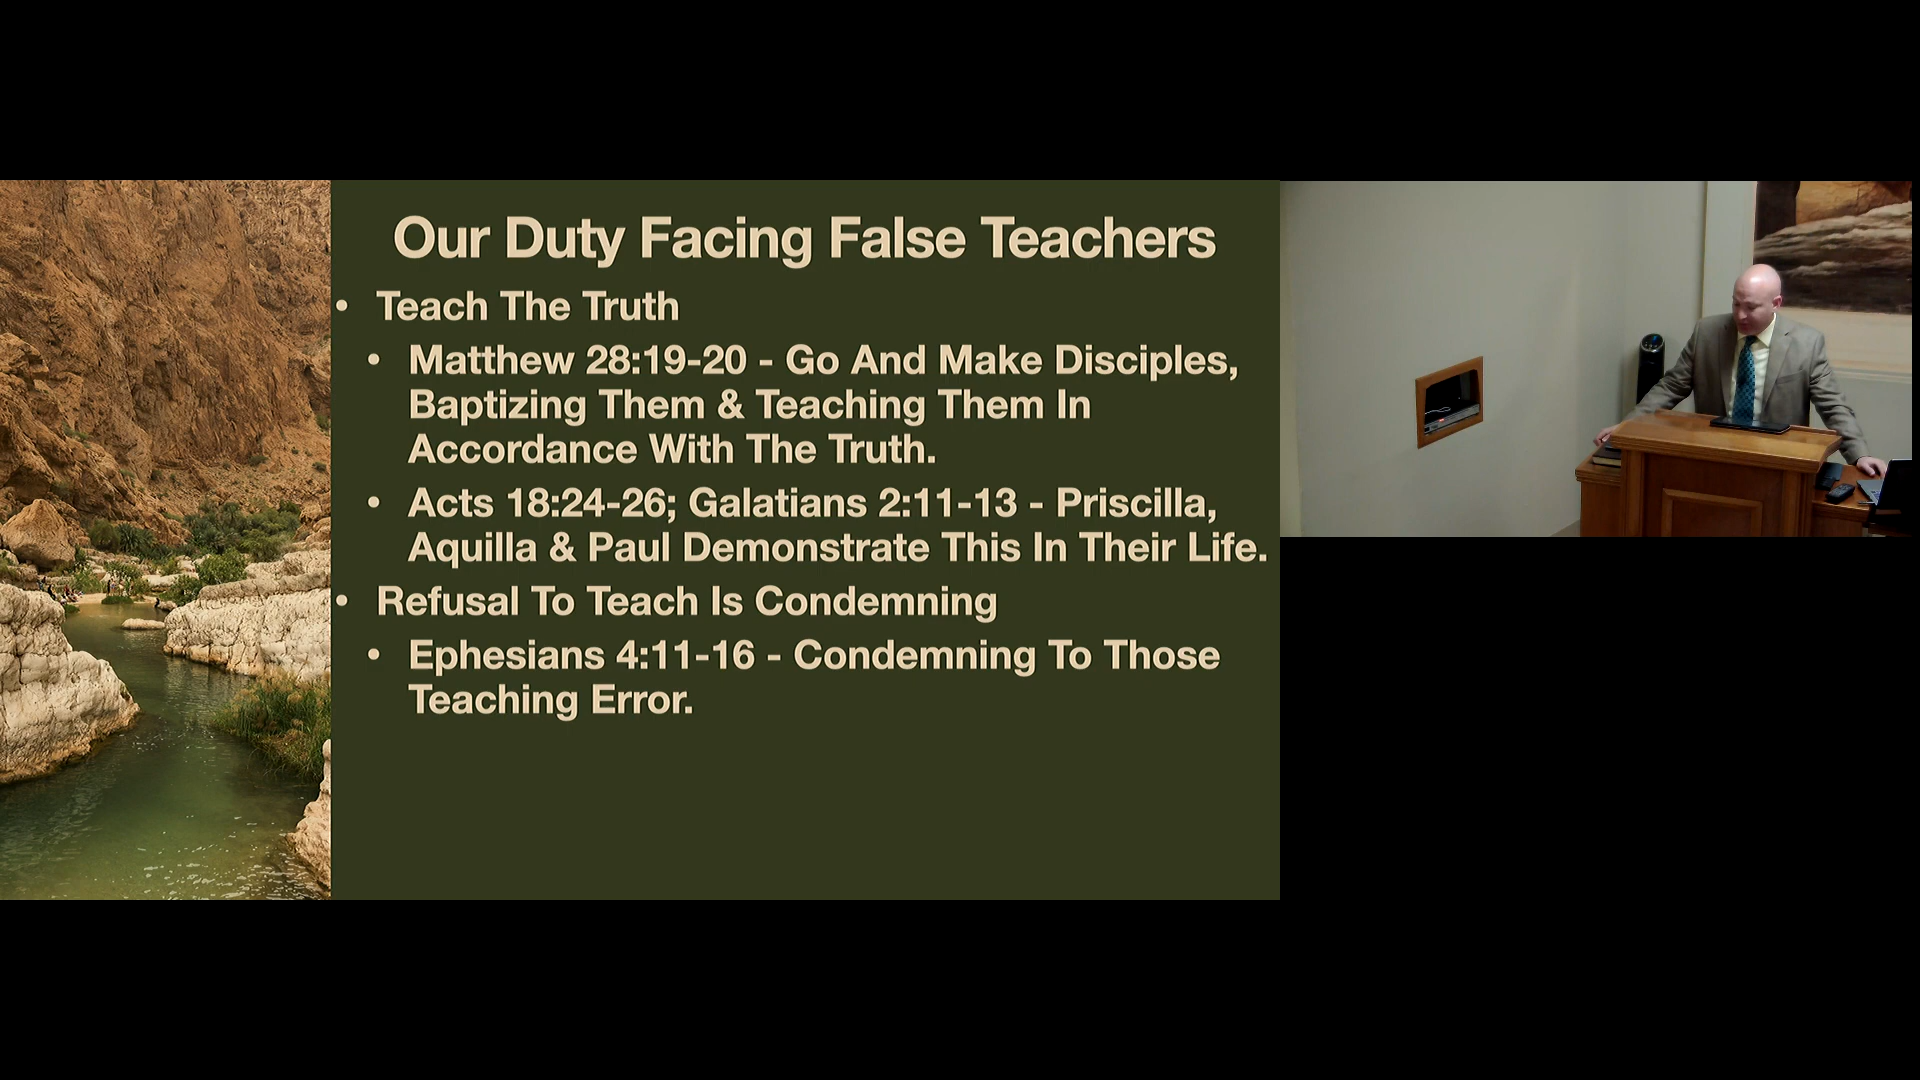 Our Duty Facing False Teachers
• Teach The Truth
• Matthew 28:19-20 - Go And Make Disciples,
Baptizing Them & Teaching Them In
Accordance With The Truth.
• Acts 18:24-26; Galatians 2:11-13 - Priscilla,
Aquilla & Paul Demonstrate This In Their Life.
• Refusal To Teach Is Condemning
• Ephesians 4:11-16 - Condemning To Those
Teaching Error.